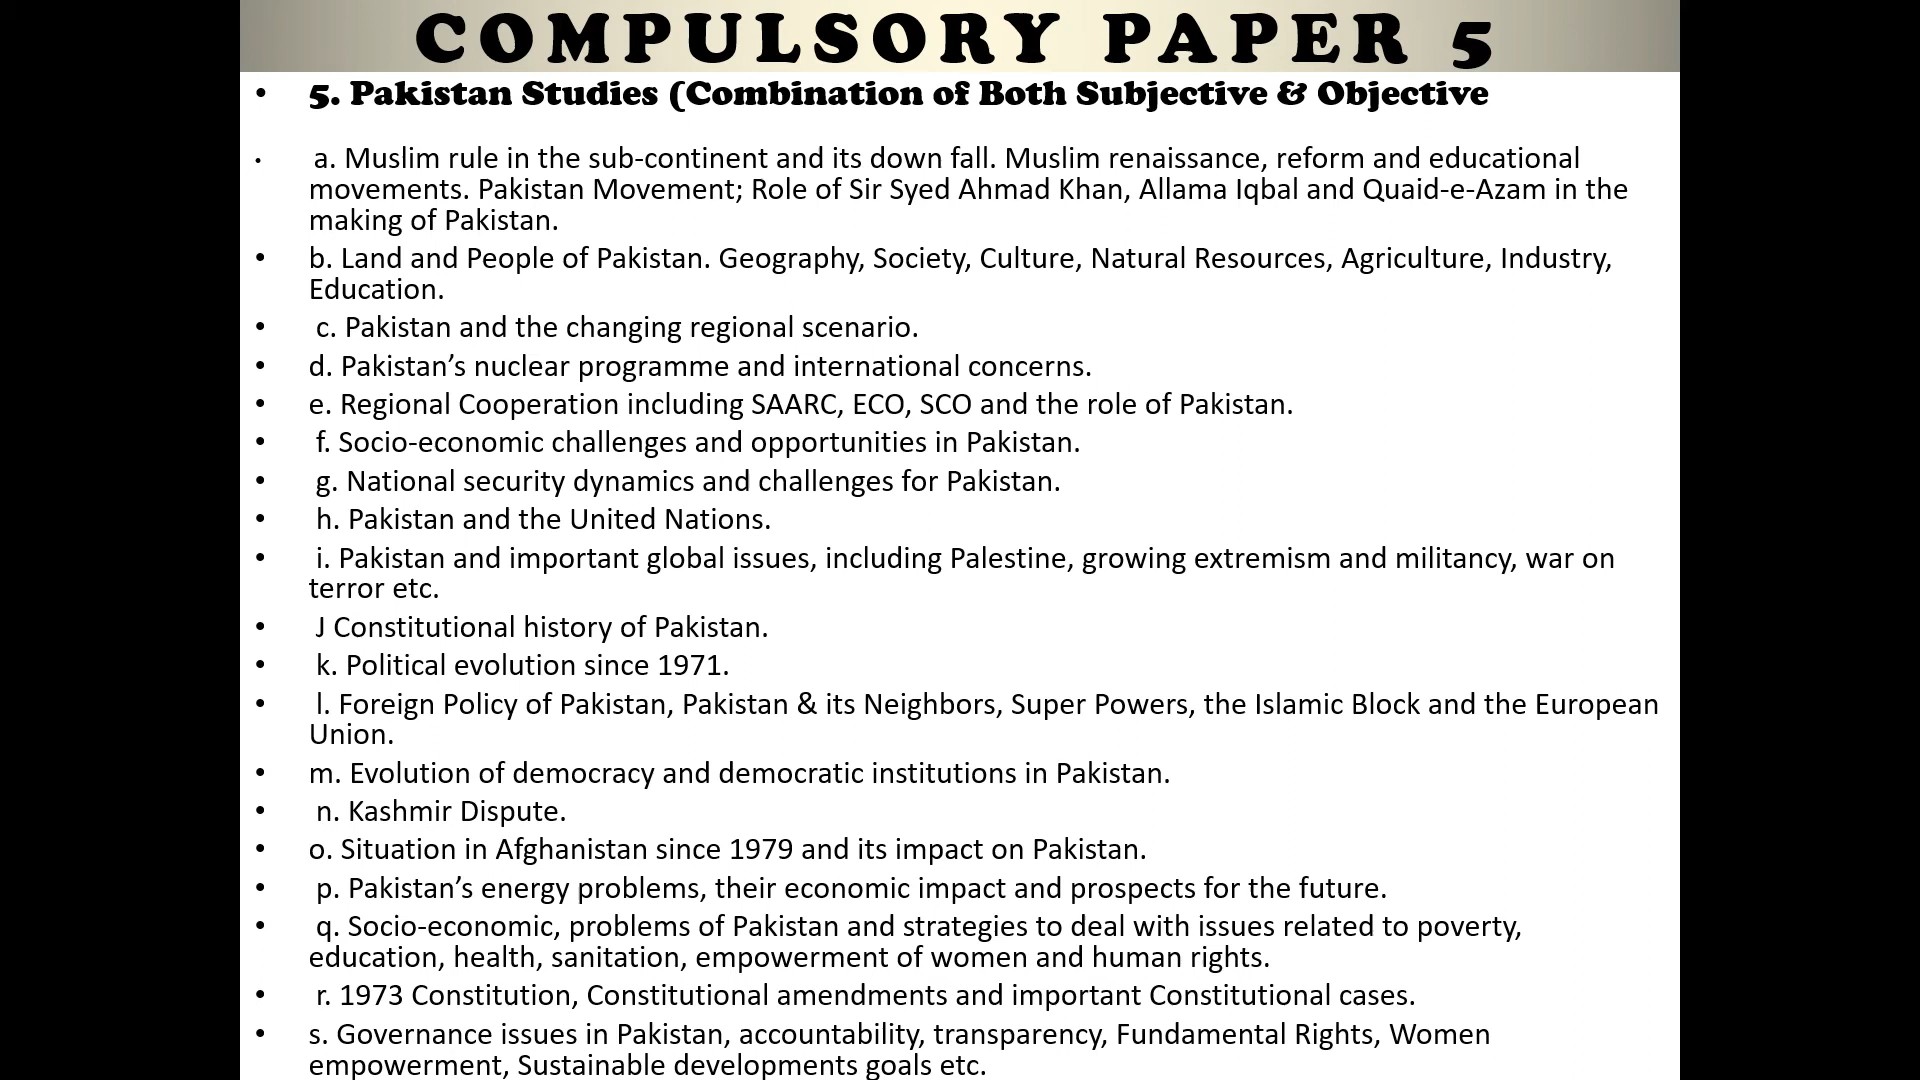 COMPULSORY PAPER 5
• 5. Pakistan Studies (Combination of Both Subjective & Objective
• a. Muslim rule in the sub-continent and its down fall. Muslim renaissance, reform and educational
movements. Pakistan Movement; Role of Sir Syed Ahmad Khan, Allama Iqbal and Quaid-e-Azam in the
making of Pakistan.
• b. Land and People of Pakistan. Geography, Society, Culture, Natural Resources, Agriculture, Industry,
Education.
• c. Pakistan and the changing regional scenario.
• d. Pakistan’s nuclear programme and international concerns.
• e. Regional Cooperation including SAARC, ECO, SCO and the role of Pakistan.
• f. Socio-economic challenges and opportunities in Pakistan.
• g. National security dynamics and challenges for Pakistan.
• h. Pakistan and the United Nations.
• i. Pakistan and important global issues, including Palestine, growing extremism and militancy, war on
terror etc.
• J Constitutional history of Pakistan.
• k. Political evolution since 1971.
• l. Foreign Policy of Pakistan, Pakistan & its Neighbors, Super Powers, the Islamic Block and the European
Union.
• m. Evolution of democracy and democratic institutions in Pakistan.
• n. Kashmir Dispute.
• o. Situation in Afghanistan since 1979 and its impact on Pakistan.
• p. Pakistan’s energy problems, their economic impact and prospects for the future.
• q. Socio-economic, problems of Pakistan and strategies to deal with issues related to poverty,
education, health, sanitation, empowerment of women and human rights.
• r. 1973 Constitution, Constitutional amendments and important Constitutional cases.
• s. Governance issues in Pakistan, accountability, transparency, Fundamental Rights, Women
empowerment, Sustainable developments goals etc.